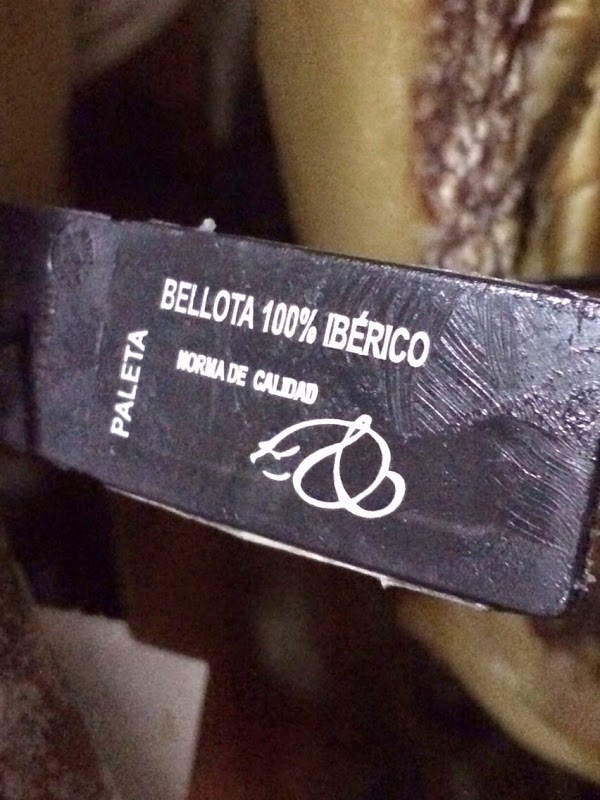 BELLOTA 100% IBÉRICO
NORMA DE CALIDAD
PALETA